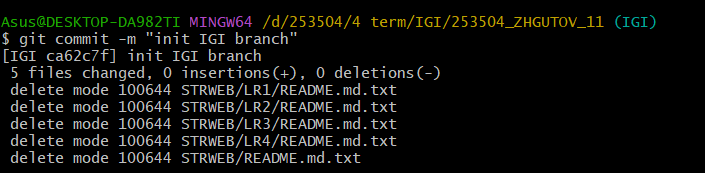 Asus@DESKTOP-DA982TI MINGW64 /d/253504/4 term/IGI/253504_ZHGUTOV_11 (IGI)
$ git commit -m "init IGI branch"
[IGI ca62c7f] init IGI branch
 5 files changed, 0 insertions(+), 0 deletions(-)
 delete mode 100644 STRWEB/LR1/README.md.txt
 delete mode 100644 STRWEB/LR2/README.md.txt
 delete mode 100644 STRWEB/LR3/README.md.txt
 delete mode 100644 STRWEB/LR4/README.md.txt
 delete mode 100644 STRWEB/README.md.txt